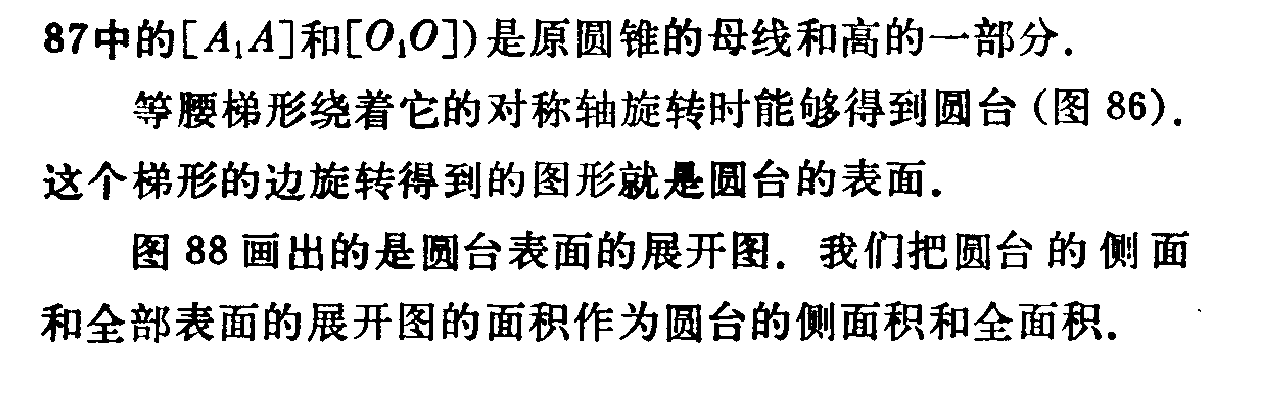 87中的[A₁A]和[O₁O])是原圆锥的母线和高的一部分.
等腰梯形绕着它的对称轴旋转时能够得到圆台(图 86).
这个梯形的边旋转得到的图形就是圆台的表面.
图 88 画出的是圆台表面的展开图. 我们把圆台的侧面
和全部表面的展开图的面积作为圆台的侧面积和全面积.